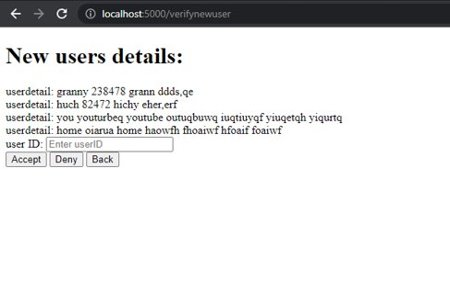 localhost:5000/verifynewuser
New users details:
userdetail: granny 238478 grann ddds,qe
userdetail: huch 82472 hichy eher,erf
userdetail: you youturbeq youtube outuqbuwq iuqtiuyqf yiuqetqh yiqurtq
userdetail: home oiarua home haowfh fhoaiwf hfoaif foaiwf
user ID: Enter userID
Accept Deny Back